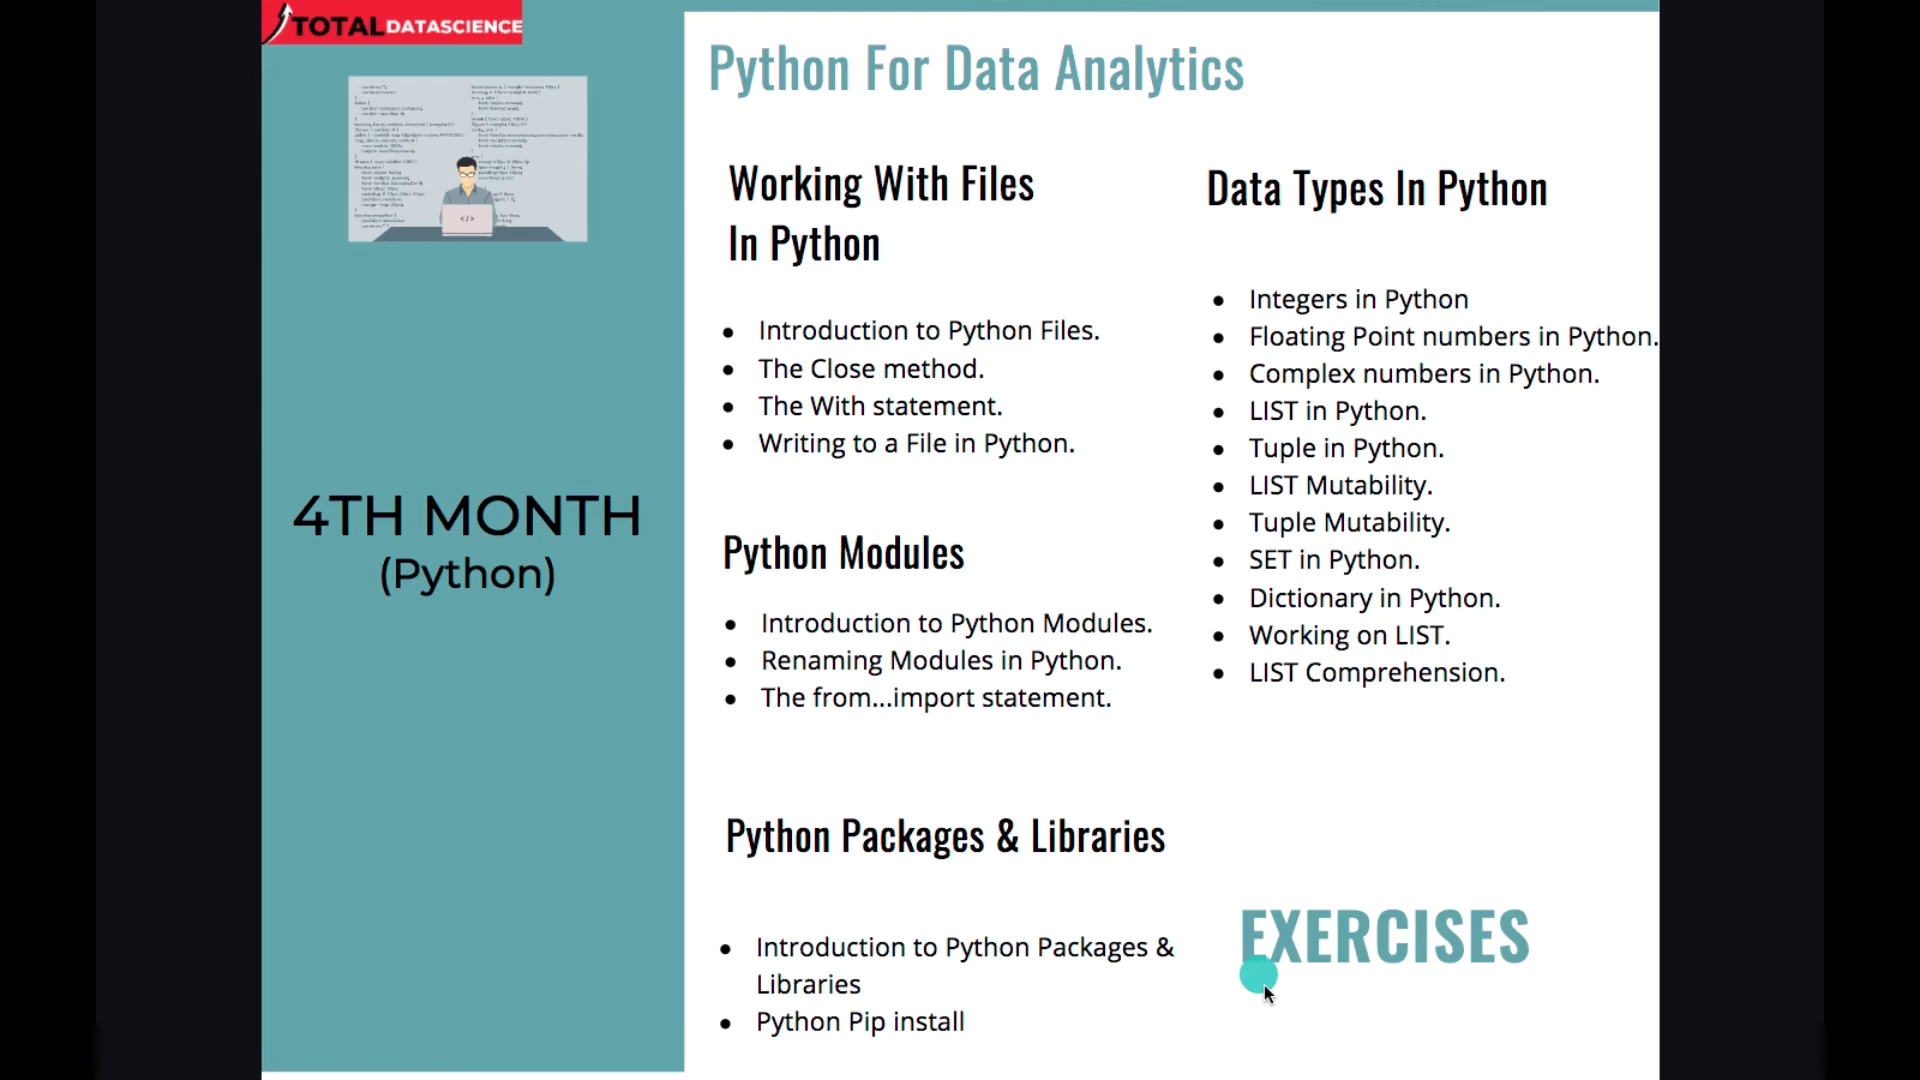 TOTAL DATASCIENCE
</>
4TH MONTH
(Python)
Python For Data Analytics
Working With Files
In Python
Introduction to Python Files.
The Close method.
The With statement.
Writing to a File in Python.
Python Modules
Introduction to Python Modules.
Renaming Modules in Python.
The from...import statement.
Python Packages & Libraries
Introduction to Python Packages &
Libraries
Python Pip install
Data Types In Python
Integers in Python
Floating Point numbers in Python.
Complex numbers in Python.
LIST in Python.
Tuple in Python.
LIST Mutability.
Tuple Mutability.
SET in Python.
Dictionary in Python.
Working on LIST.
LIST Comprehension.
EXERCISES